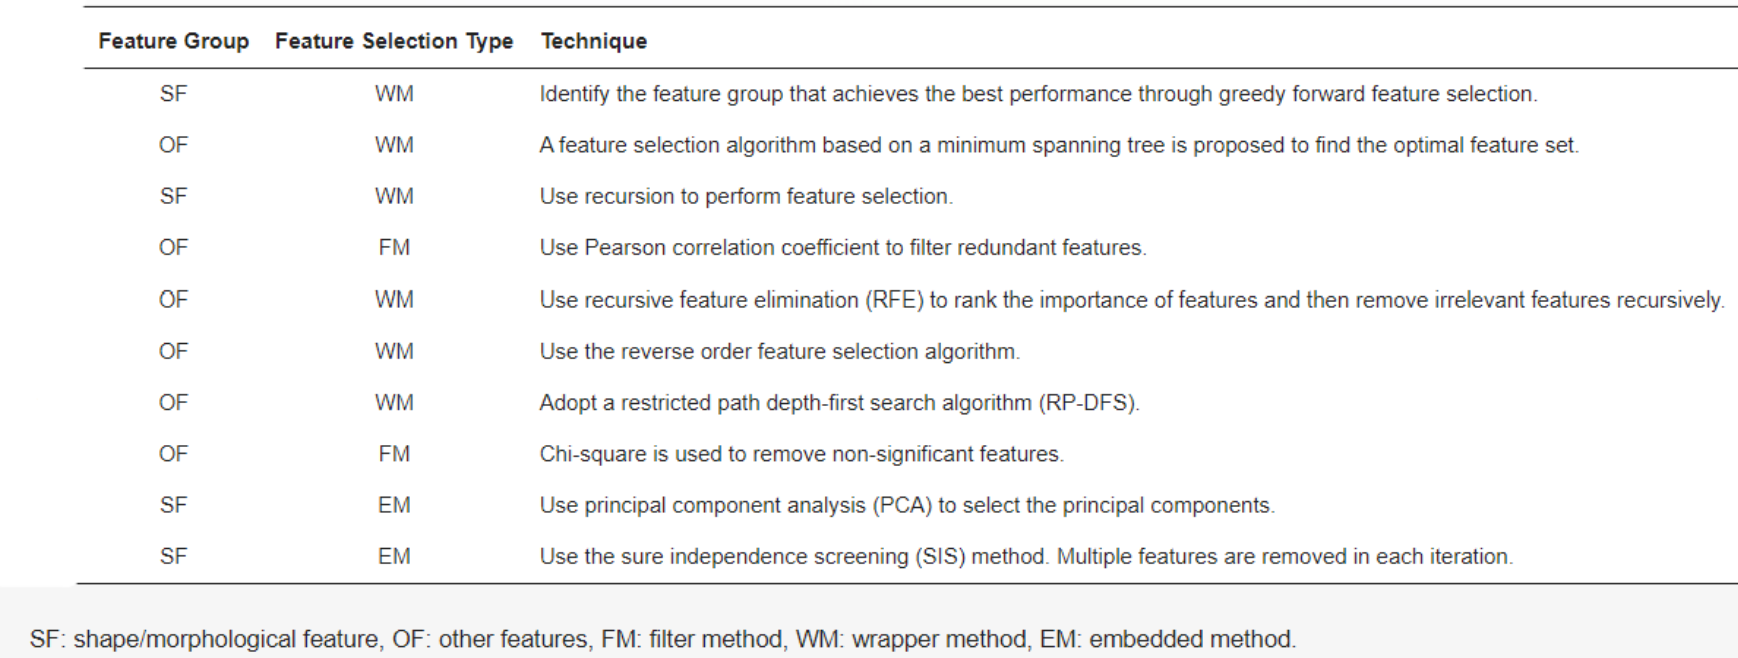 Feature Group Feature Selection Type Technique
SF WM Identify the feature group that achieves the best performance through greedy forward feature selection.
OF WM A feature selection algorithm based on a minimum spanning tree is proposed to find the optimal feature set.
SF WM Use recursion to perform feature selection.
OF FM Use Pearson correlation coefficient to filter redundant features.
OF WM Use recursive feature elimination (RFE) to rank the importance of features and then remove irrelevant features recursively.
OF WM Use the reverse order feature selection algorithm.
OF WM Adopt a restricted path depth-first search algorithm (RP-DFS).
OF FM Chi-square is used to remove non-significant features.
SF EM Use principal component analysis (PCA) to select the principal components.
SF EM Use the sure independence screening (SIS) method. Multiple features are removed in each iteration.
SF: shape/morphological feature, OF: other features, FM: filter method, WM: wrapper method, EM: embedded method.